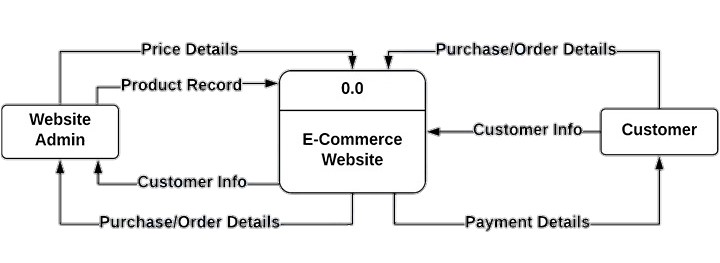 Price Details
Purchase/Order Details
Product Record
0.0
Website
Admin
E-Commerce
Website
Customer Info
Customer
Customer Info
Purchase/Order Details
Payment Details